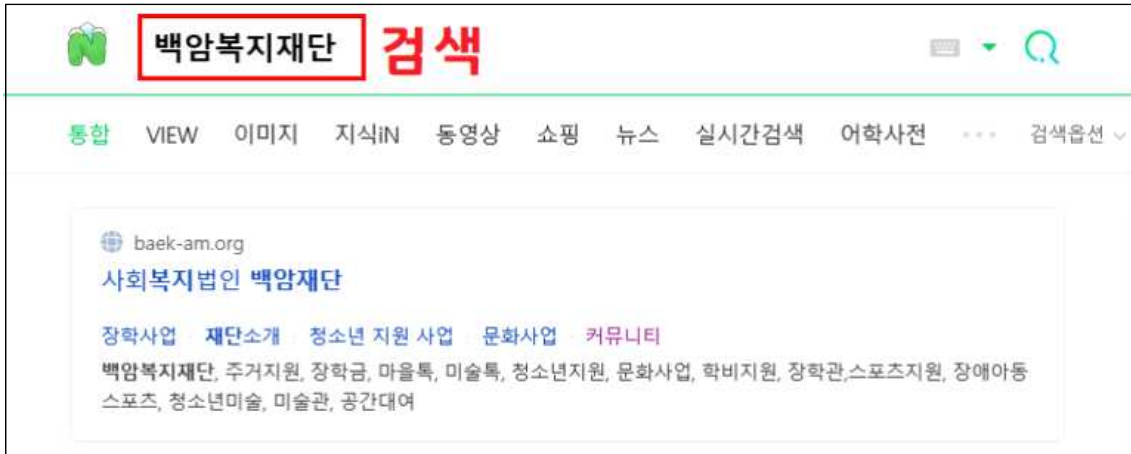 백암복지재단 검색
통합 VIEW 이미지 지식iN 동영상 쇼핑 뉴스 실시간검색 어학사전 ··· 검색옵션
baek-am.org
사회복지법인 백암재단
장학사업 · 재단소개 · 청소년 지원 사업 · 문화사업 · 커뮤니티
백암복지재단, 주거지원, 장학금, 마을톡, 미술톡, 청소년지원, 문화사업, 학비지원, 장학관,스포츠지원, 장애아동
스포츠, 청소년미술, 미술관, 공간대여